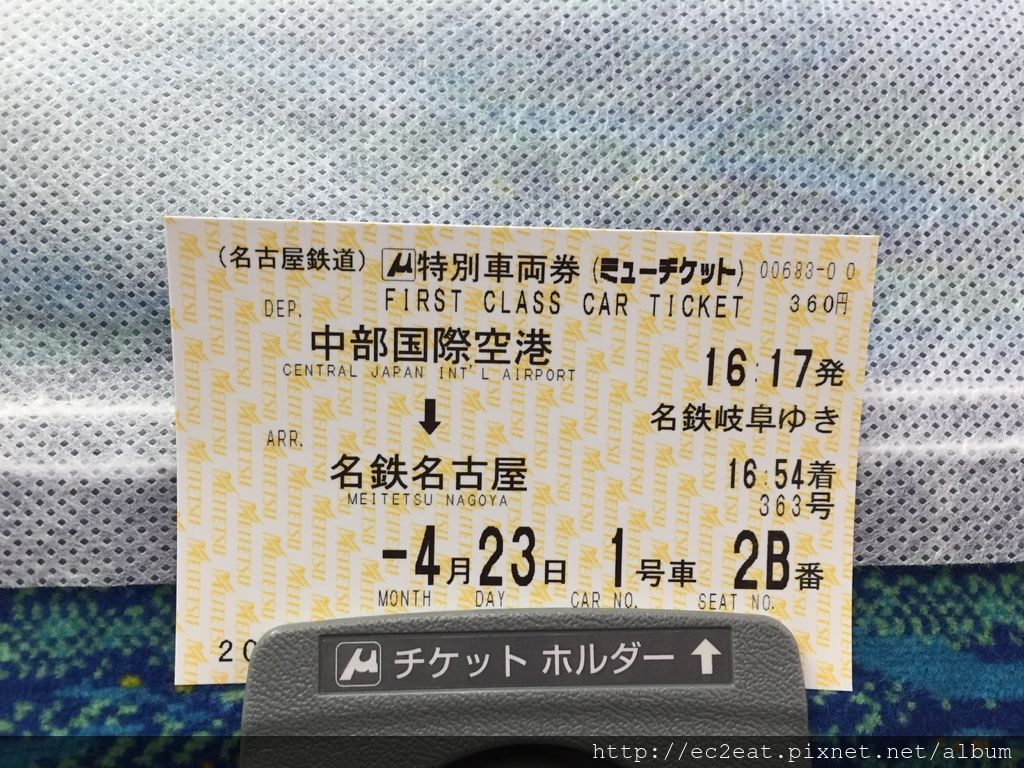 (名古屋鉄道) μ特別車両券(ミューチケット) 00683-00
FIRST CLASS CAR TICKET 360円
DEP.
中部国際空港 16:17発
CENTRAL JAPAN INT'L AIRPORT
↓ 名鉄岐阜ゆき
ARR.
名鉄名古屋 16:54着
MEITETSU NAGOYA 363号
-4月23日 1号車 2B番
MONTH DAY CAR NO. SEAT NO.
20
μ チケット ホルダー ↑
http://ec2eat.pixnet.net/album